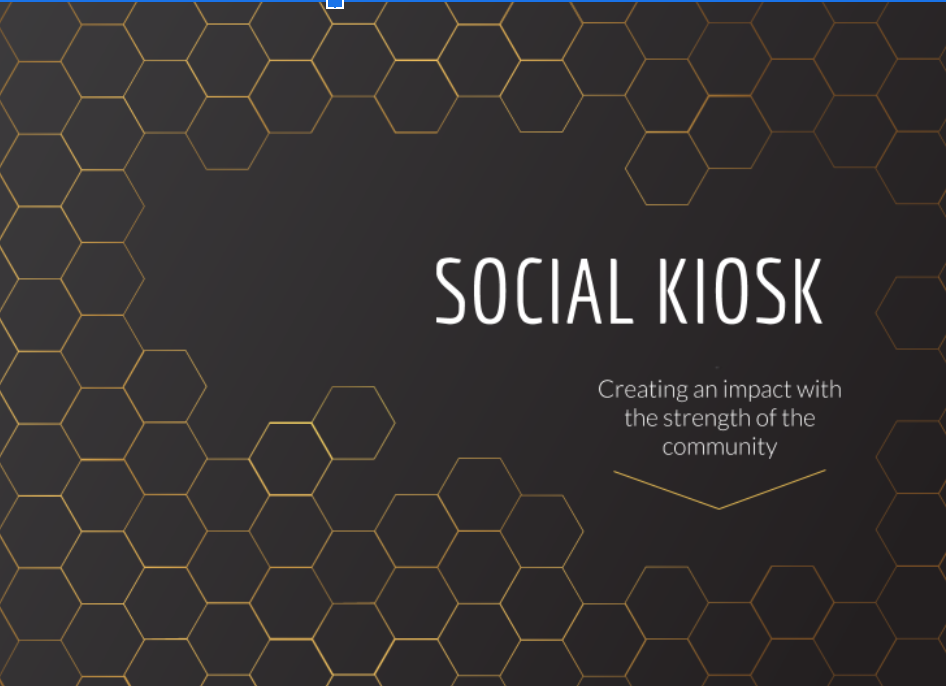 SOCIAL KIOSK
Creating an impact with
the strength of the
community